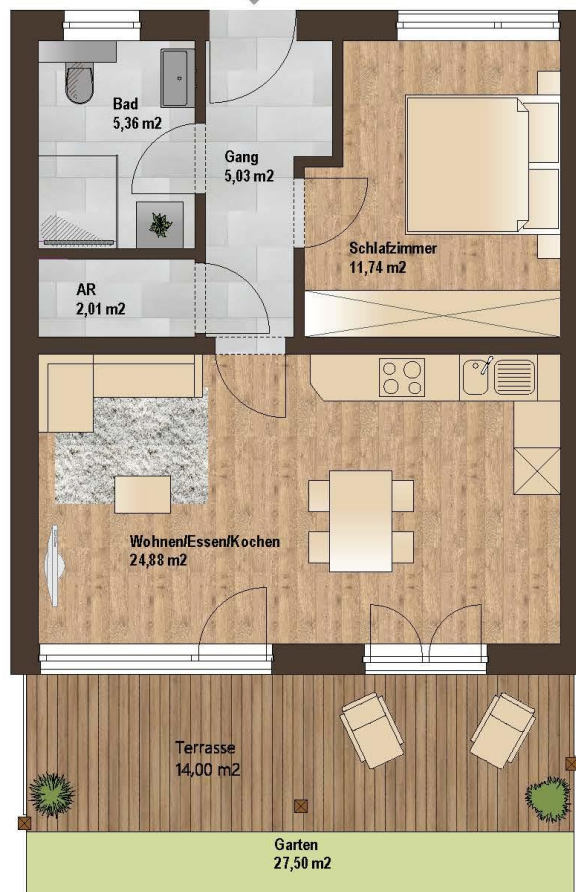 Bad
5,36 m2
Gang
5,03 m2
Schlafzimmer
11,74 m2
AR
2,01 m2
Wohnen/Essen/Kochen
24,88 m2
Terrasse
14,00 m2
Garten
27,50 m2